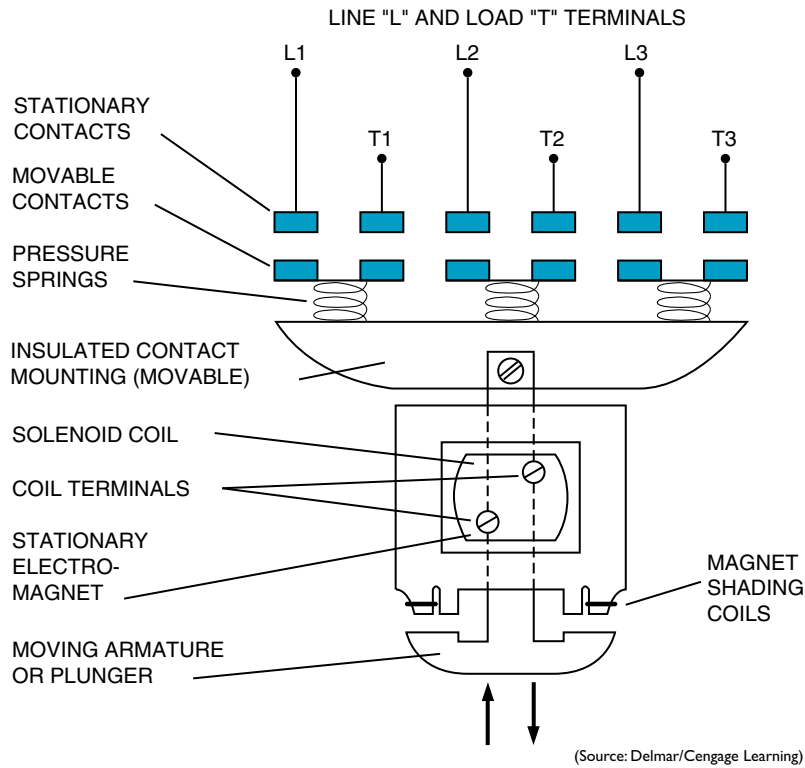 LINE "L" AND LOAD "T" TERMINALS
L1
L2
L3
T1
T2
T3
STATIONARY
CONTACTS
MOVABLE
CONTACTS
PRESSURE
SPRINGS
INSULATED CONTACT
MOUNTING (MOVABLE)
SOLENOID COIL
COIL TERMINALS
STATIONARY
ELECTRO-
MAGNET
MAGNET
SHADING
COILS
MOVING ARMATURE
OR PLUNGER
(Source: Delmar/Cengage Learning)